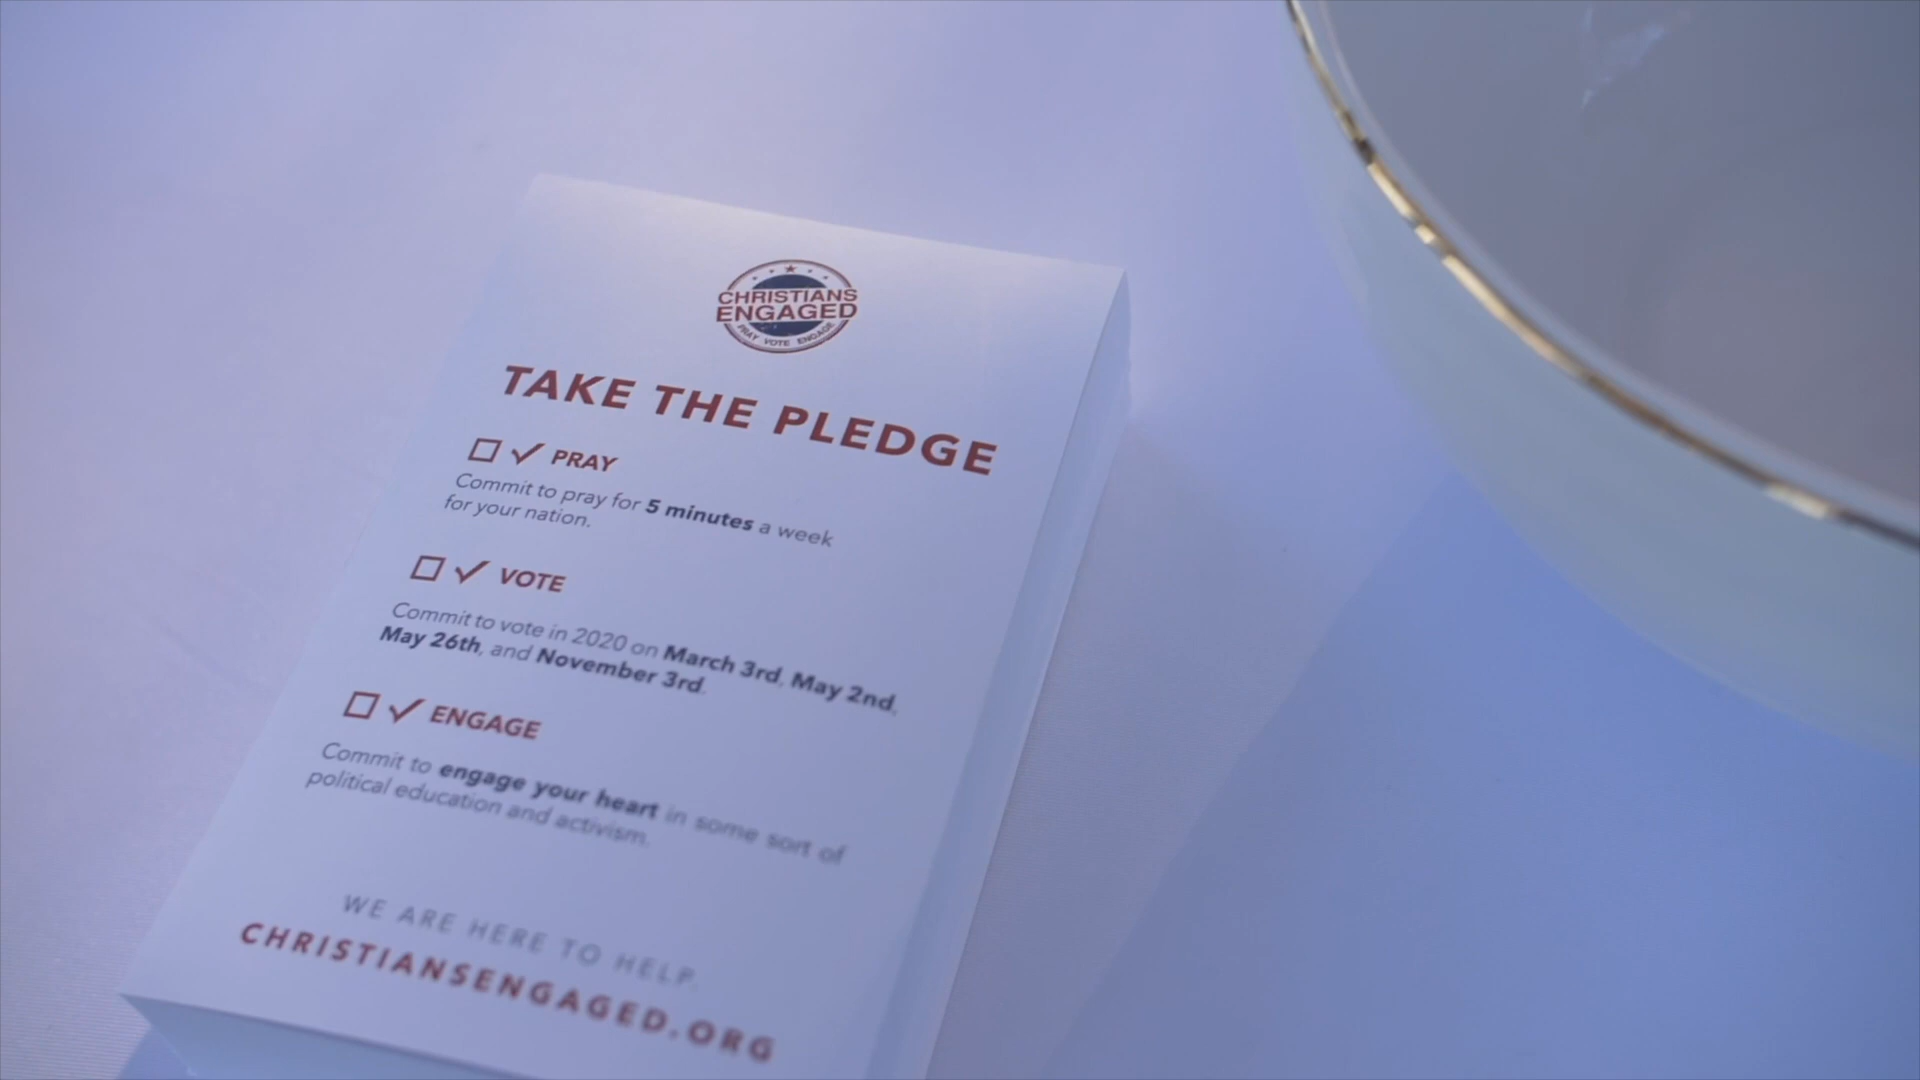 CHRISTIANS
ENGAGED
PRAY VOTE ENGAGE
TAKE THE PLEDGE
PRAY
Commit to pray for 5 minutes a week
for your nation.
VOTE
Commit to vote in 2020 on March 3rd, May 2nd,
May 26th, and November 3rd.
ENGAGE
Commit to engage your heart in some sort of
political education and activism.
WE ARE HERE TO HELP.
CHRISTIANSENGAGED.ORG